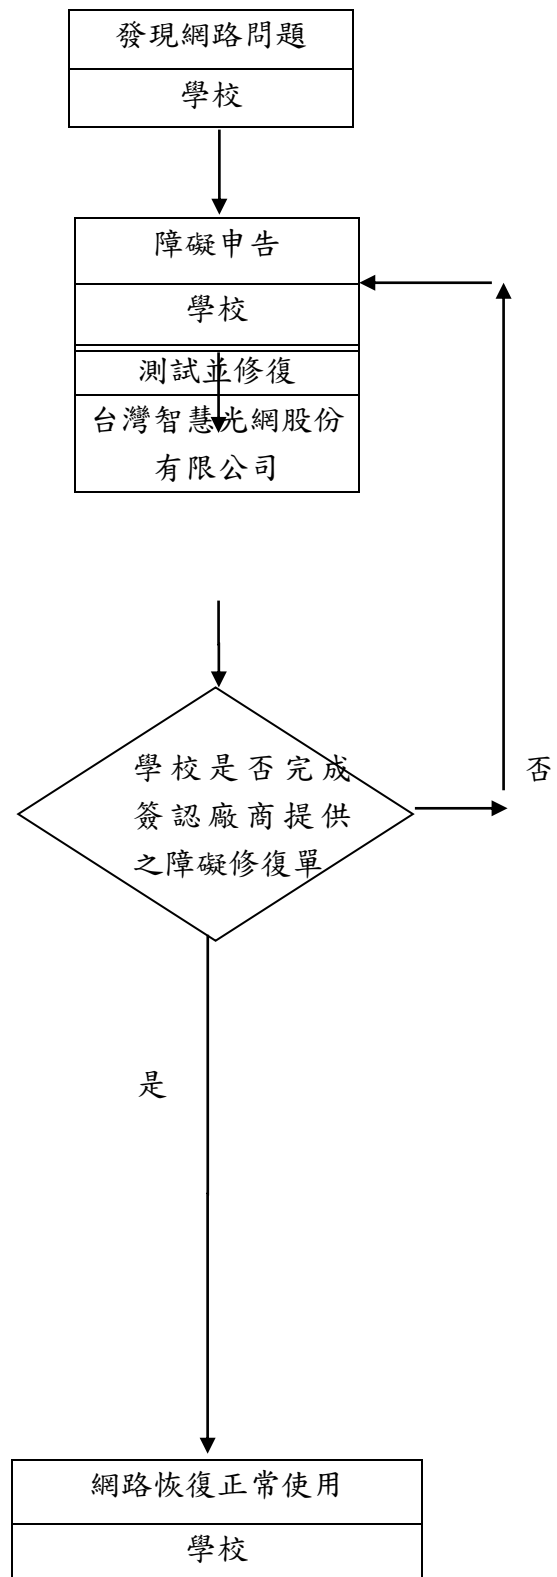 發現網路問題
學校
障礙申告
學校
測試並修復
台灣智慧光網股份
有限公司
學校是否完成
簽認廠商提供
之障礙修復單
否
是
網路恢復正常使用
學校